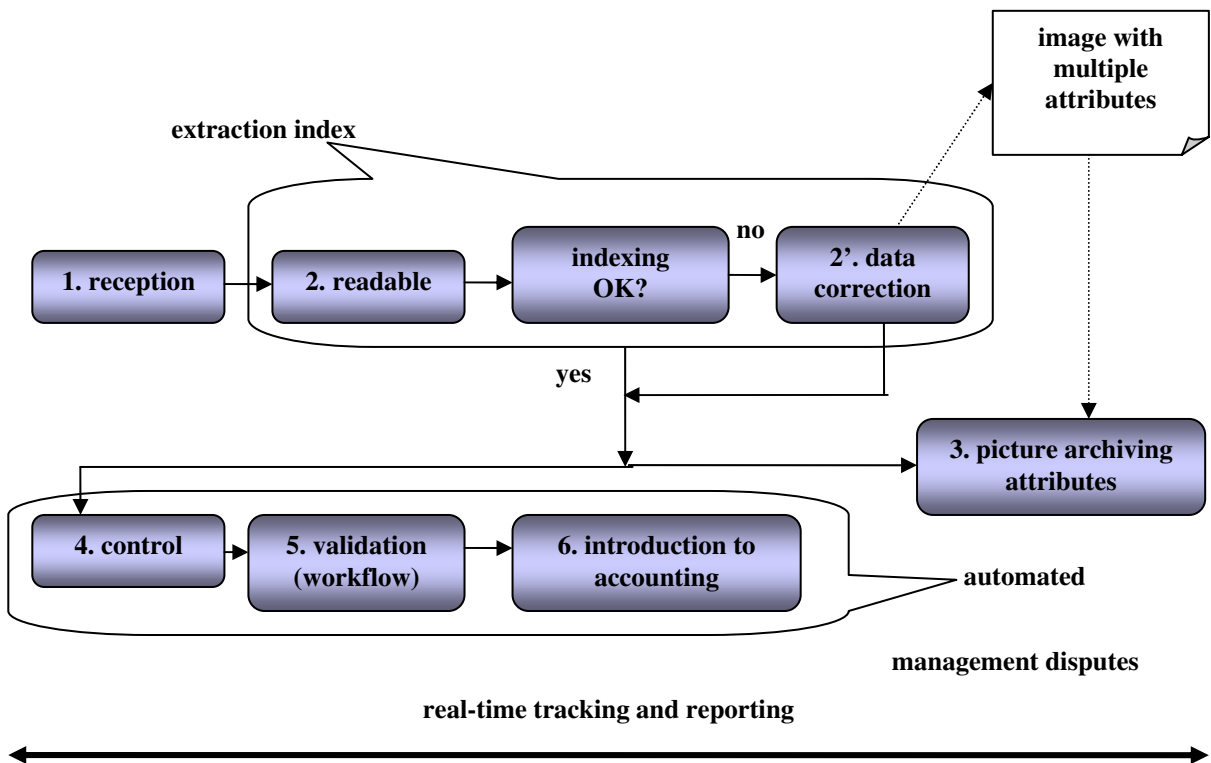 image with
multiple
attributes
extraction index
1. reception
2. readable
indexing
OK?
no
2'. data
correction
yes
3. picture archiving
attributes
4. control
5. validation
(workflow)
6. introduction to
accounting
automated
management disputes
real-time tracking and reporting